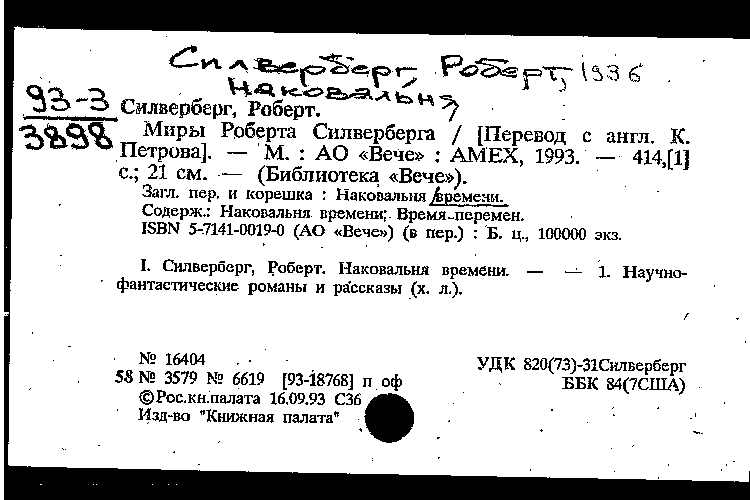 Силверберг, Роберт, 1936
Наковальня
93-3
3898
Силверберг, Роберт.
Миры Роберта Силверберга / [Перевод с англ. К.
Петрова]. — М. : АО «Вече» : АМЕХ, 1993. — 414,[1]
с.; 21 см. — (Библиотека «Вече»).
Загл. пер. и корешка : Наковальня времени.
Содерж.: Наковальня времени; Время перемен.
ISBN 5-7141-0019-0 (АО «Вече») (в пер.) : Б. ц., 100000 экз.
I. Силверберг, Роберт. Наковальня времени. — — 1. Научно-
фантастические романы и рассказы (х. л.).
№ 16404
УДК 820(73)-31Силверберг
58 № 3579 № 6619 [93-18768] п оф
ББК 84(7США)
©Рос.кн.палата 16.09.93 С36
Изд-во "Книжная палата"